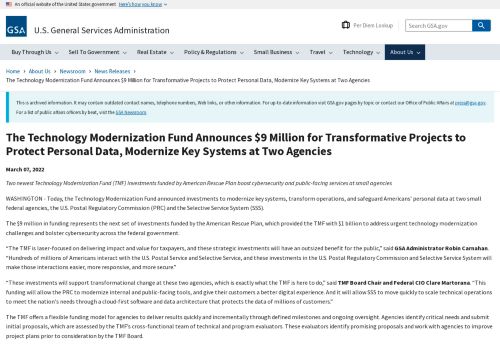 An official website of the United States government Here's how you know
GSA U.S. General Services Administration
Per Diem Lookup
Search GSA.gov
Buy Through Us Sell To Government Real Estate Policy & Regulations Small Business Travel Technology About Us
Home › About Us › Newsroom › News Releases ›
The Technology Modernization Fund Announces $9 Million for Transformative Projects to Protect Personal Data, Modernize Key Systems at Two Agencies
This is archived information. It may contain outdated contact names, telephone numbers, Web links, or other information. For up-to-date information visit GSA.gov pages by topic or contact our Office of Public Affairs at press@gsa.gov.
For a list of public affairs officers by beat, visit the GSA Newsroom.
The Technology Modernization Fund Announces $9 Million for Transformative Projects to
Protect Personal Data, Modernize Key Systems at Two Agencies
March 07, 2022
Two newest Technology Modernization Fund (TMF) investments funded by American Rescue Plan boost cybersecurity and public-facing services at small agencies
WASHINGTON - Today, the Technology Modernization Fund announced investments to modernize key systems, transform operations, and safeguard Americans' personal data at two small
federal agencies, the U.S. Postal Regulatory Commission (PRC) and the Selective Service System (SSS).
The $9 million in funding represents the next set of investments funded by the American Rescue Plan, which provided the TMF with $1 billion to address urgent technology modernization
challenges and bolster cybersecurity across the federal government.
"The TMF is laser-focused on delivering impact and value for taxpayers, and these strategic investments will have an outsized benefit for the public," said GSA Administrator Robin Carnahan.
"Hundreds of millions of Americans interact with the U.S. Postal Service and Selective Service, and these investments in the U.S. Postal Regulatory Commission and Selective Service System will
make those interactions easier, more responsive, and more secure."
"These investments will support transformational change at these two agencies, which is exactly what the TMF is here to do," said TMF Board Chair and Federal CIO Clare Martorana. "This
funding will allow the PRC to modernize internal and public-facing tools, and give their customers a better digital experience. And it will allow SSS to move quickly to scale technical operations
to meet the nation's needs through a cloud-first software and data architecture that protects the data of millions of customers."
The TMF offers a flexible funding model for agencies to deliver results quickly and incrementally through defined milestones and ongoing oversight. Agencies identify critical needs and submit
initial proposals, which are assessed by the TMF's cross-functional team of technical and program evaluators. These evaluators identify promising proposals and work with agencies to improve
project plans prior to consideration by the TMF Board.